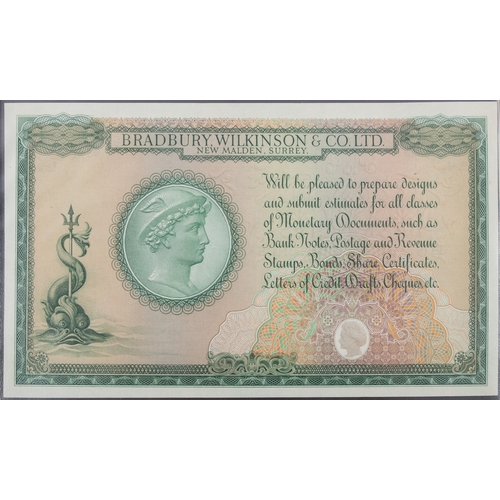 BRADBURY, WILKINSON & CO. LTD.
NEW MALDEN, SURREY.
Will be pleased to prepare designs
and submit estimates for all classes
of Monetary Documents, such as
Bank Notes, Postage and Revenue
Stamps, Bonds, Share Certificates,
Letters of Credit, Drafts, Cheques, etc.